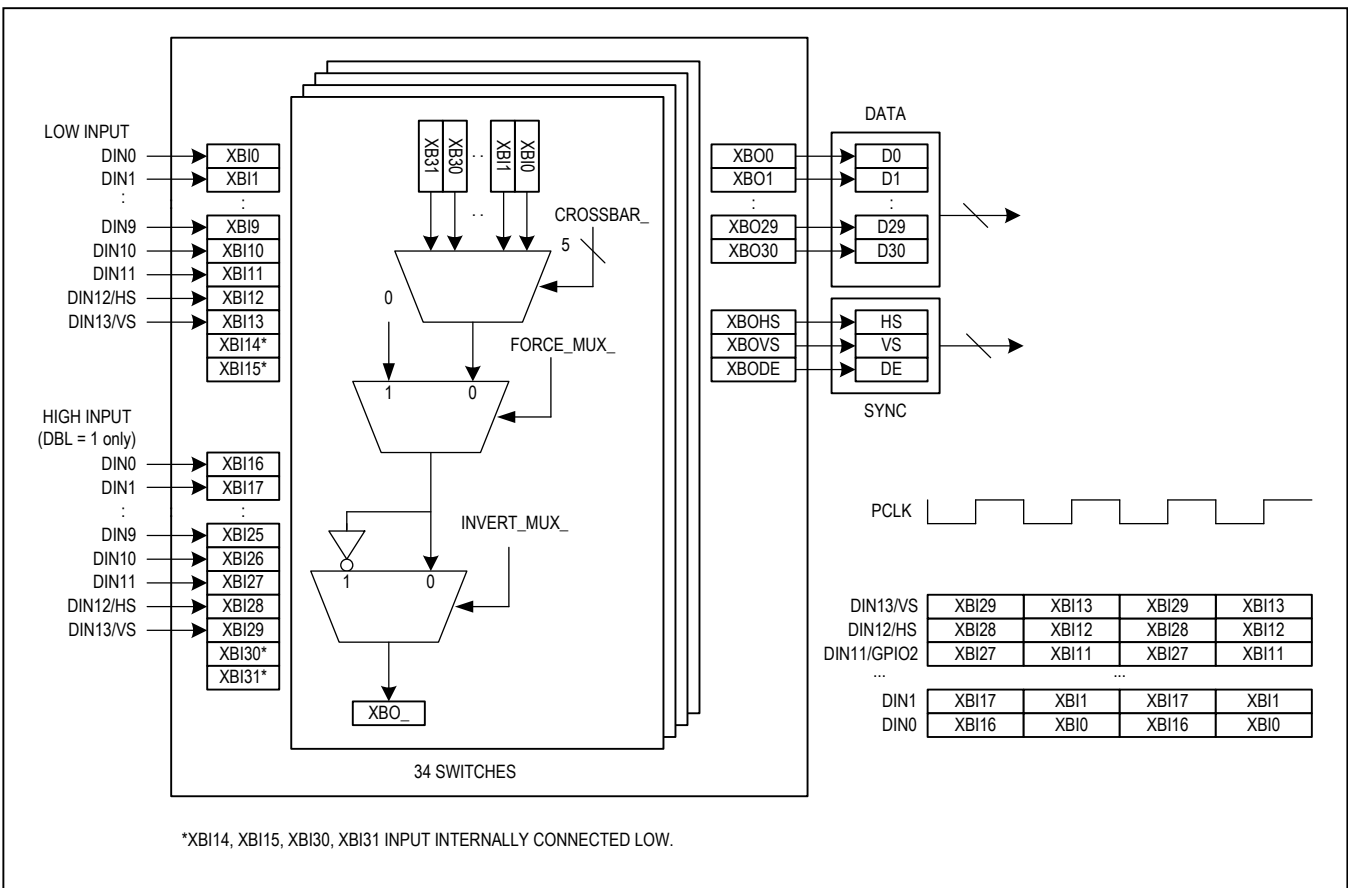 LOW INPUT
DIN0
DIN1
:
DIN9
DIN10
DIN11
DIN12/HS
DIN13/VS
XBI0
XBI1
:
XBI9
XBI10
XBI11
XBI12
XBI13
XBI14*
XBI15*
HIGH INPUT
(DBL = 1 only)
DIN0
DIN1
:
DIN9
DIN10
DIN11
DIN12/HS
DIN13/VS
XBI16
XBI17
:
XBI25
XBI26
XBI27
XBI28
XBI29
XBI30*
XBI31*
XB31 XB30 .. XBI1 XBI0
..
CROSSBAR_
5
0
FORCE_MUX_
1 0
INVERT_MUX_
1 0
XBO_
34 SWITCHES
XBO0
XBO1
:
XBO29
XBO30
DATA
D0
D1
:
D29
D30
XBOHS
XBOVS
XBODE
HS
VS
DE
SYNC
PCLK
DIN13/VS XBI29 XBI13 XBI29 XBI13
DIN12/HS XBI28 XBI12 XBI28 XBI12
DIN11/GPIO2 XBI27 XBI11 XBI27 XBI11
... ...
DIN1 XBI17 XBI1 XBI17 XBI1
DIN0 XBI16 XBI0 XBI16 XBI0
*XBI14, XBI15, XBI30, XBI31 INPUT INTERNALLY CONNECTED LOW.